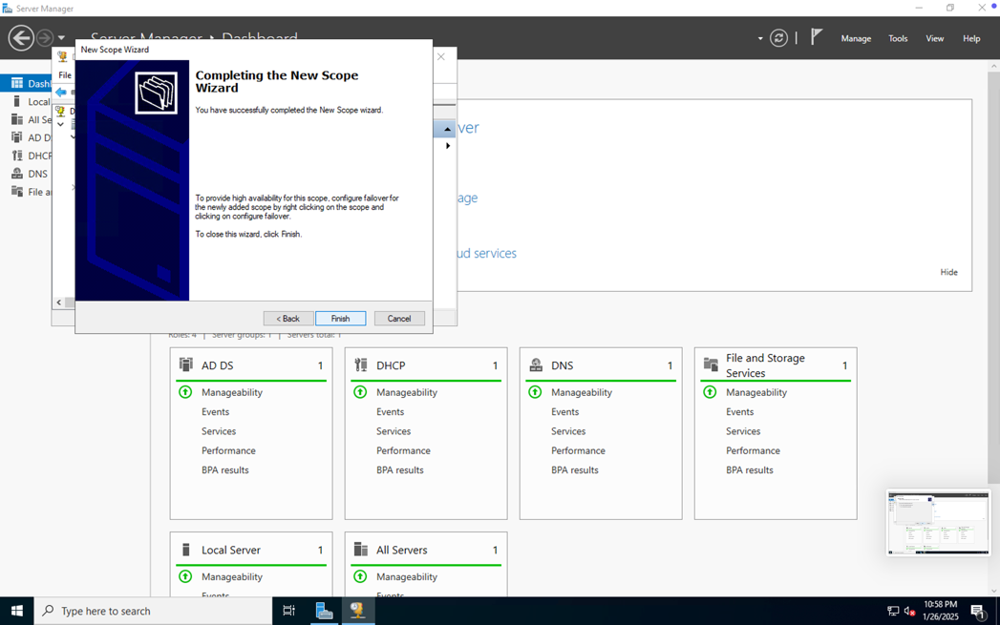 Server Manager
Server Manager • Dashboard
Manage
Tools
View
Help
New Scope Wizard
File
Completing the New Scope
Wizard
You have successfully completed the New Scope wizard.
To provide high availability for this scope, configure failover for
the newly added scope by right clicking on the scope and
clicking on configure failover.
To close this wizard, click Finish.
< Back
Finish
Cancel
Dashl
Local
All Se
AD D
DHCP
DNS
File a
D
ver
age
ud services
Hide
Roles: 4 | Server groups: 1 | Servers total: 1
AD DS 1
Manageability
Events
Services
Performance
BPA results
DHCP 1
Manageability
Events
Services
Performance
BPA results
DNS 1
Manageability
Events
Services
Performance
BPA results
File and Storage
Services 1
Manageability
Events
Services
Performance
BPA results
Local Server 1
Manageability
Events
All Servers 1
Manageability
Events
Type here to search
10:58 PM
1/26/2025
1